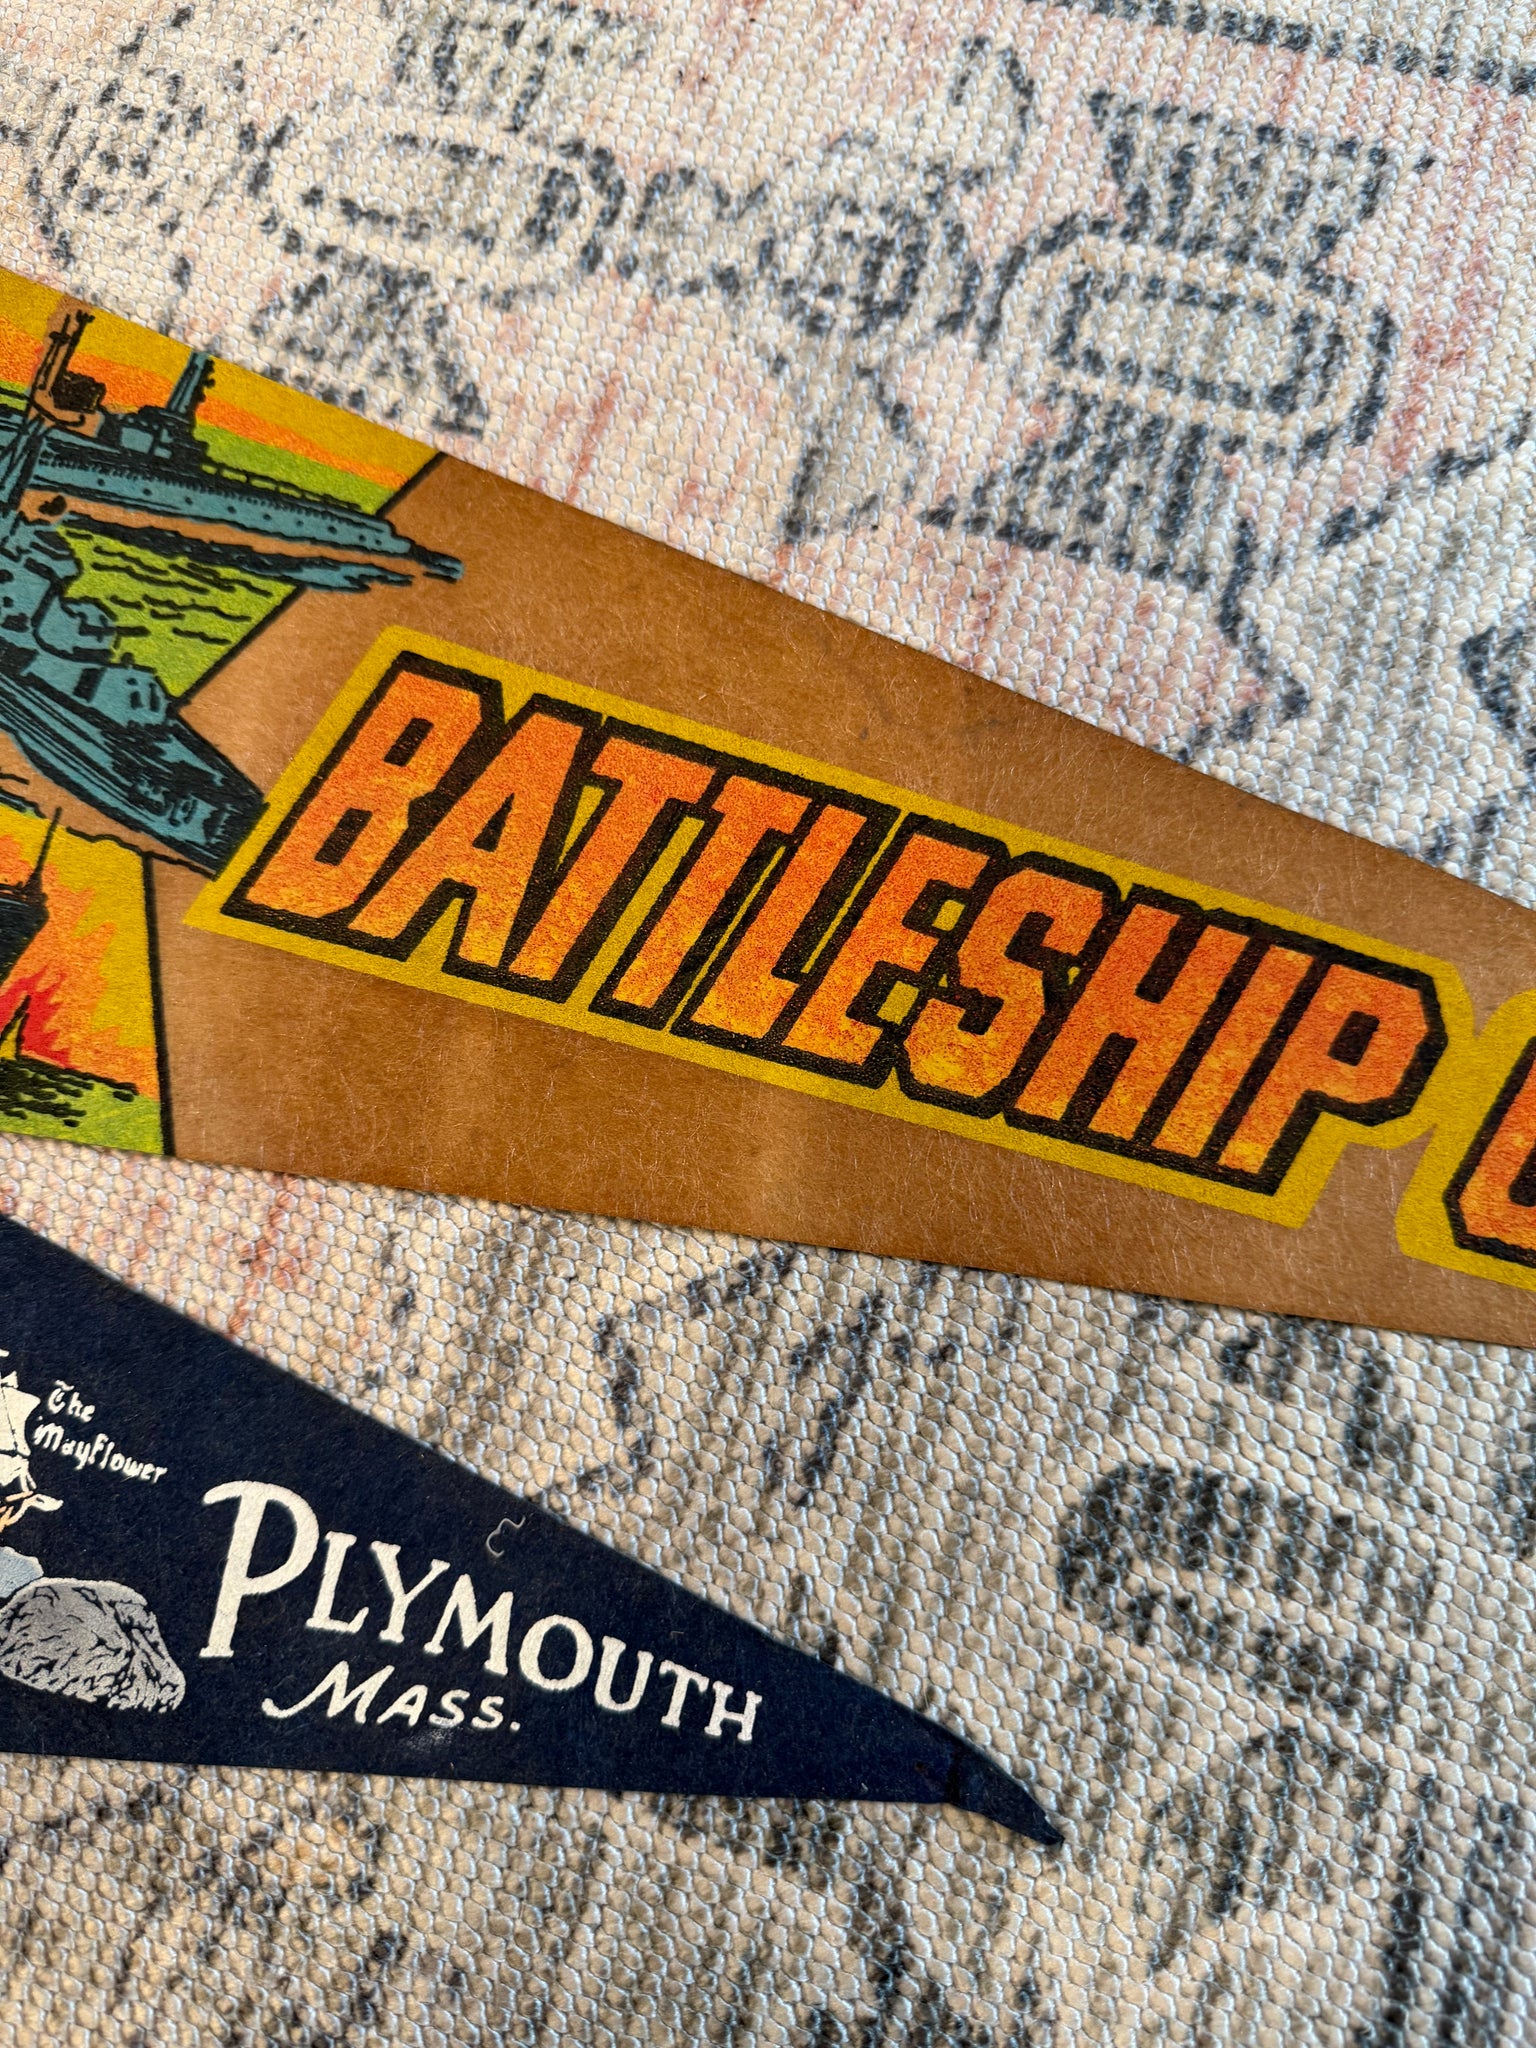 BATTLESHIP
The
Mayflower
PLYMOUTH
MASS.